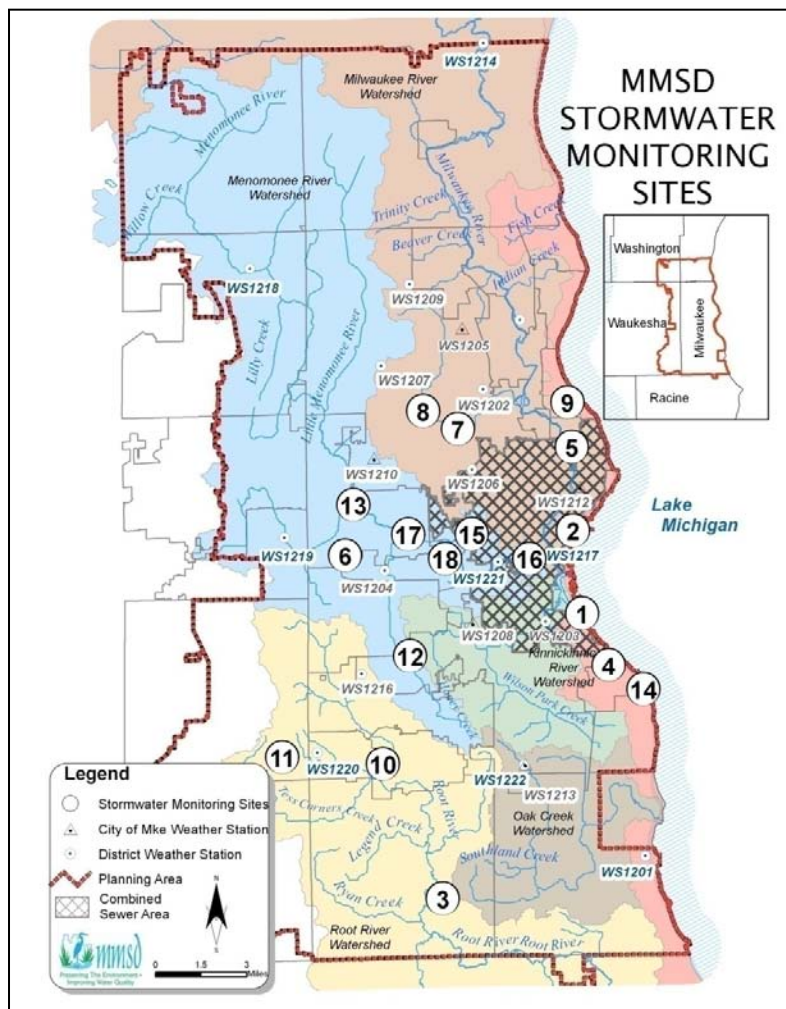 MMSD
STORMWATER
MONITORING
SITES
WS1214
Milwaukee River
Watershed
Menomonee River
Menomonee River
Watershed
Willow Creek
Milwaukee River
Trinity Creek
Fish Creek
Beaver Creek
Indian Creek
Washington
Waukesha
Milwaukee
Racine
WS1218
WS1209
WS1205
Lilly Creek
Little Menomonee River
WS1207
WS1202
8
9
7
5
WS1210
WS1206
WS1212
13
Lake
Michigan
17
15
2
WS1219
6
18
16
WS1217
WS1204
WS1221
1
WS1208
WS1203
12
Kinnickinnic
River
Watershed
4
WS1216
Wilson Park Creek
14
11
WS1220
10
WS1222
WS1213
Root River
Tess Corners Creek
Legend Creek
Oak Creek
Watershed
Southland Creek
WS1201
Ryan Creek
3
Root River
Watershed
Root River
Root River
Legend
Stormwater Monitoring Sites
City of Mke Weather Station
District Weather Station
Planning Area
Combined
Sewer Area
N
S
mmsd
Preserving The Environment •
Improving Water Quality
0 1.5 3
Miles